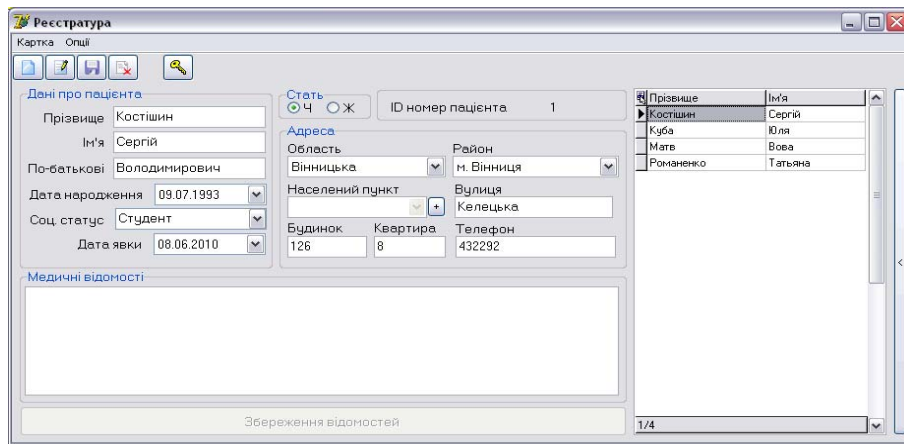 Реєстратура
Картка Опції
Дані про пацієнта
Прізвище Костішин
Ім'я Сергій
По-батькові Володимирович
Дата народження 09.07.1993
Соц. статус Студент
Дата явки 08.06.2010
Стать
Ч Ж
ID номер пацієнта 1
Адреса
Область Район
Вінницька м. Вінниця
Населений пункт Вулиця
+ Келецька
Будинок Квартира Телефон
126 8 432292
Медичні відомості
Збереження відомостей
Прізвище Ім'я
Костішин Сергій
Куба Юля
Матв Вова
Романенко Татьяна
1/4
<